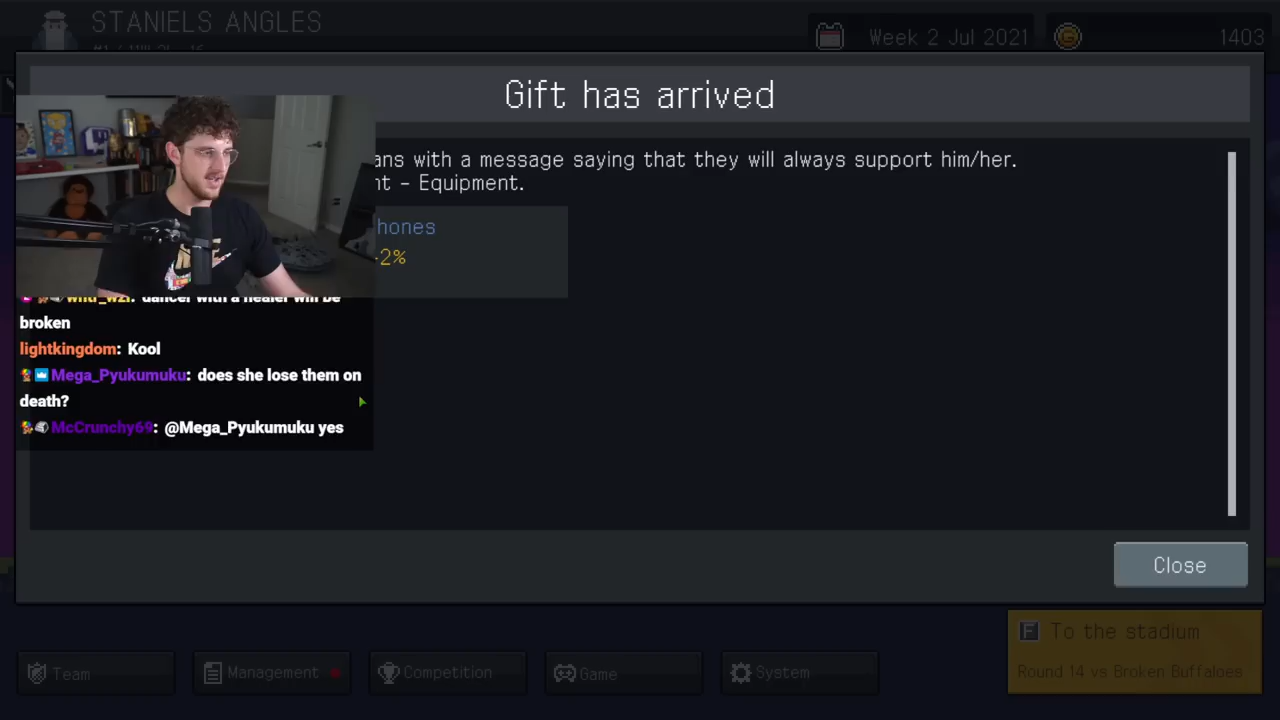 STANIELS ANGLES
Week 2 Jul 2021
1403
Gift has arrived
ans with a message saying that they will always support him/her.
nt - Equipment.
hones
2%
dancer with a healer will be
broken
lightkingdom: Kool
Mega_Pyukumuku: does she lose them on
death?
McCrunchy69: @Mega_Pyukumuku yes
Close
F To the stadium
Round 14 vs Broken Buffaloes
Team
Management
Competition
Game
System